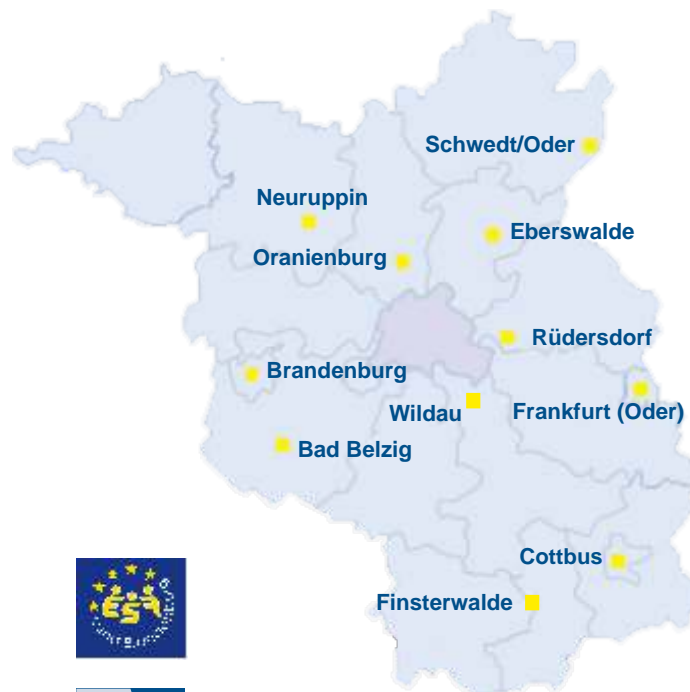 Schwedt/Oder
Neuruppin
Eberswalde
Oranienburg
Rüdersdorf
Brandenburg
Wildau
Frankfurt (Oder)
Bad Belzig
Cottbus
Finsterwalde